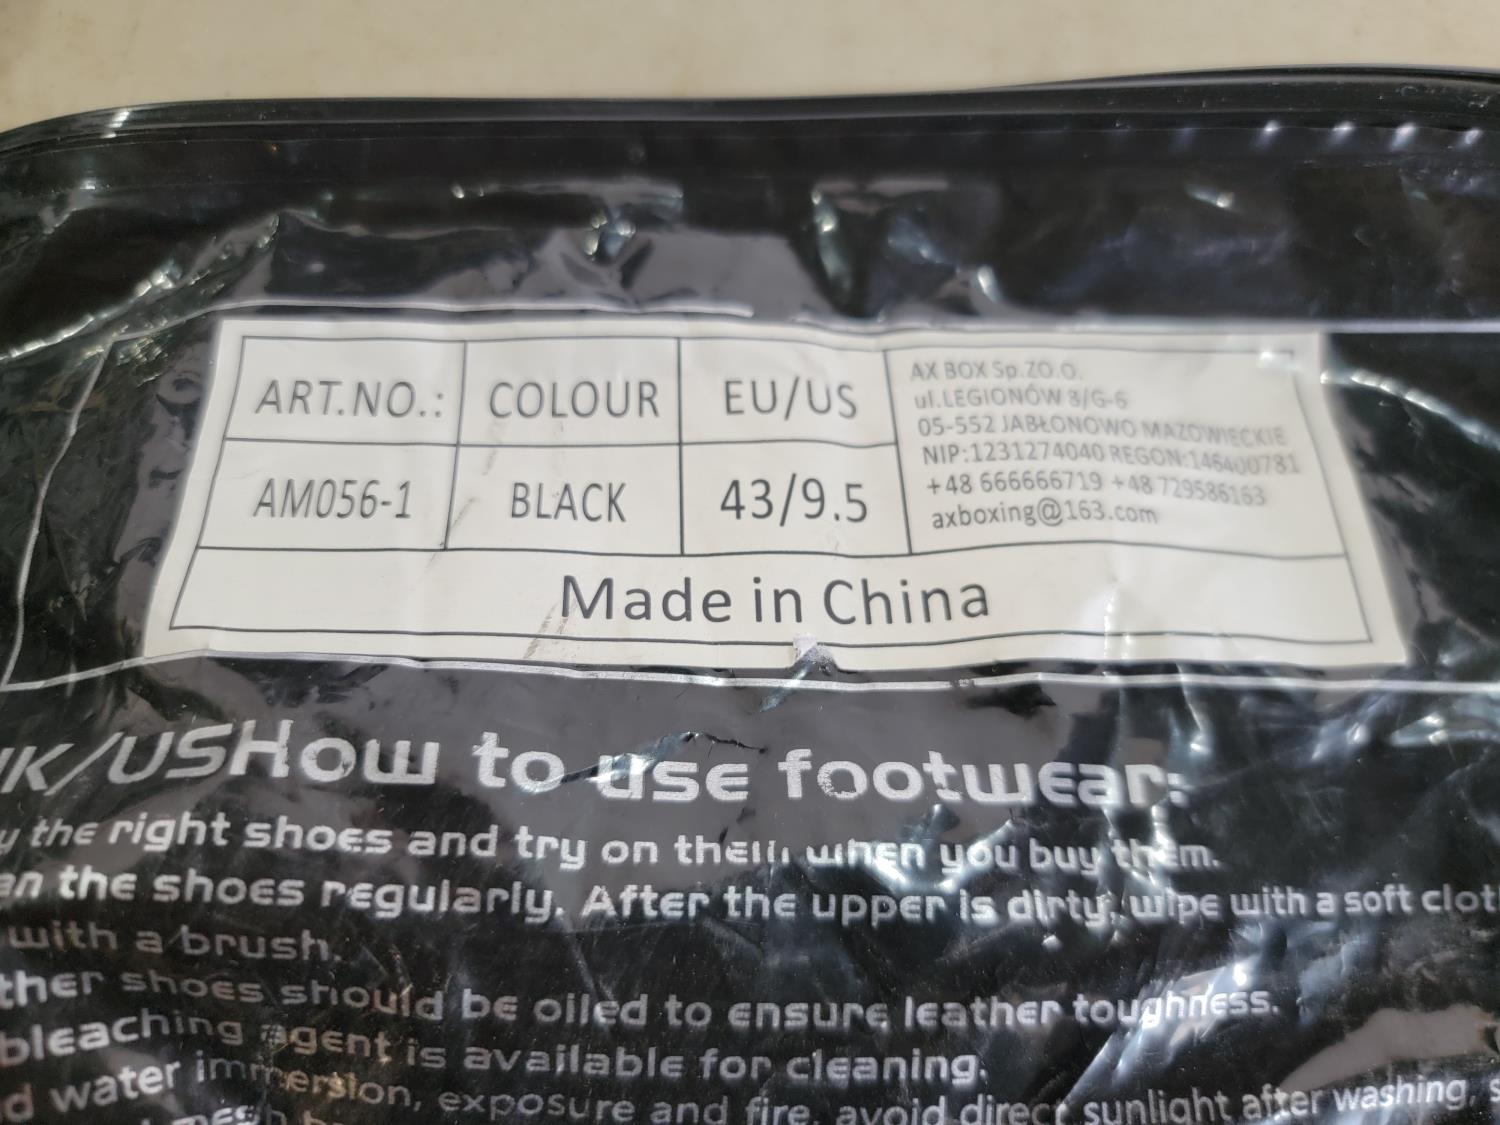 ART.NO.: COLOUR EU/US
AM056-1 BLACK 43/9.5
AX BOX Sp.ZO.O.
ul.LEGIONÓW 3/G-6
05-552 JABŁONOWO MAZOWIECKIE
NIP:1231274040 REGON:146400781
+48 666666719 +48 729586163
axboxing@163.com
Made in China
UK/US How to use footwear:
the right shoes and try on them when you buy them.
the shoes regularly. After the upper is dirty, wipe with a soft cloth
with a brush.
shoes should be oiled to ensure leather toughness.
bleaching agent is available for cleaning.
water immersion, exposure and fire, avoid direct sunlight after washing,
mesh